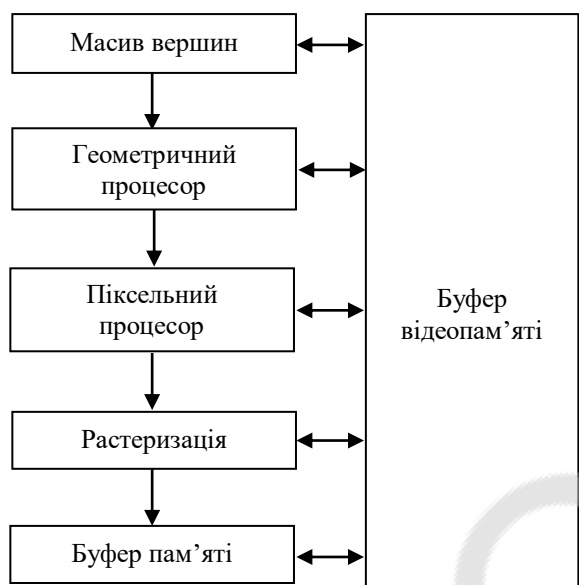 Масив вершин
Геометричний
процесор
Піксельний
процесор
Растеризація
Буфер пам’яті
Буфер
відеопам’яті